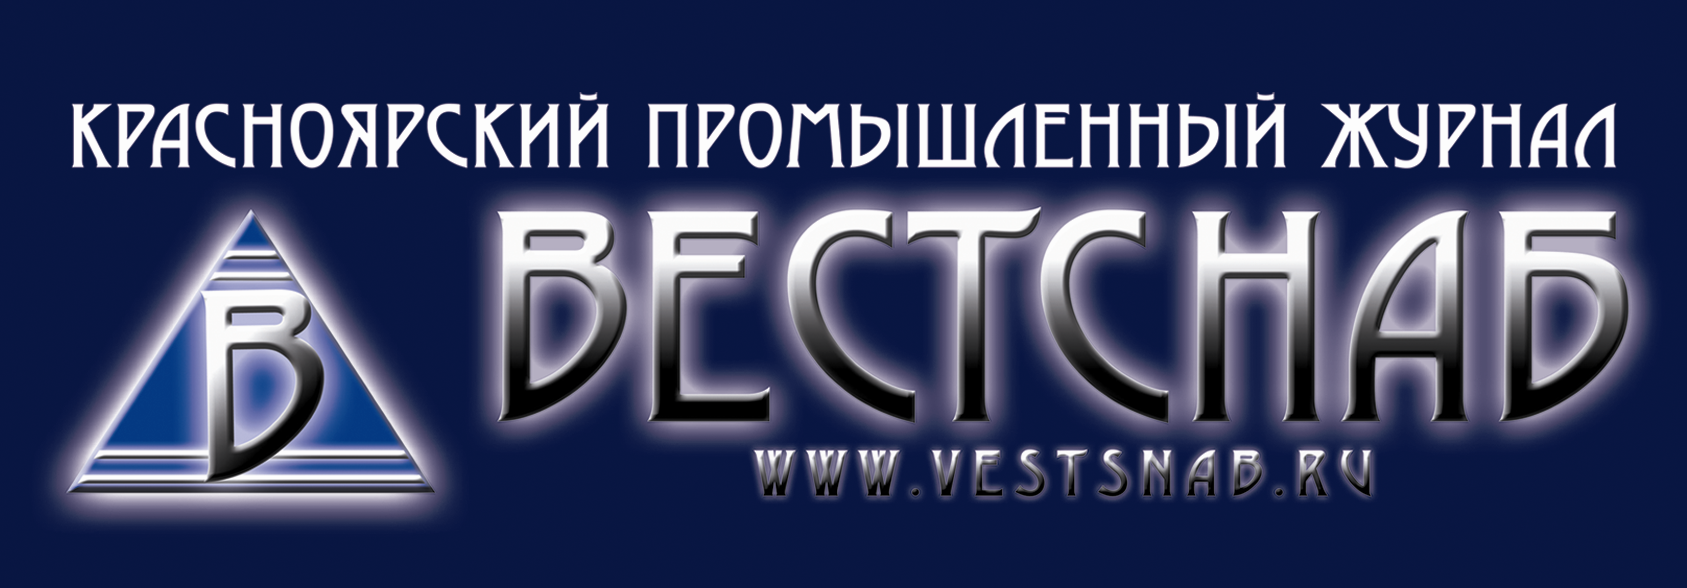 КРАСНОЯРСКИЙ ПРОМЫШЛЕННЫЙ ЖУРНАЛ
В ВЕСТСНАБ
WWW.VESTSNAB.RU